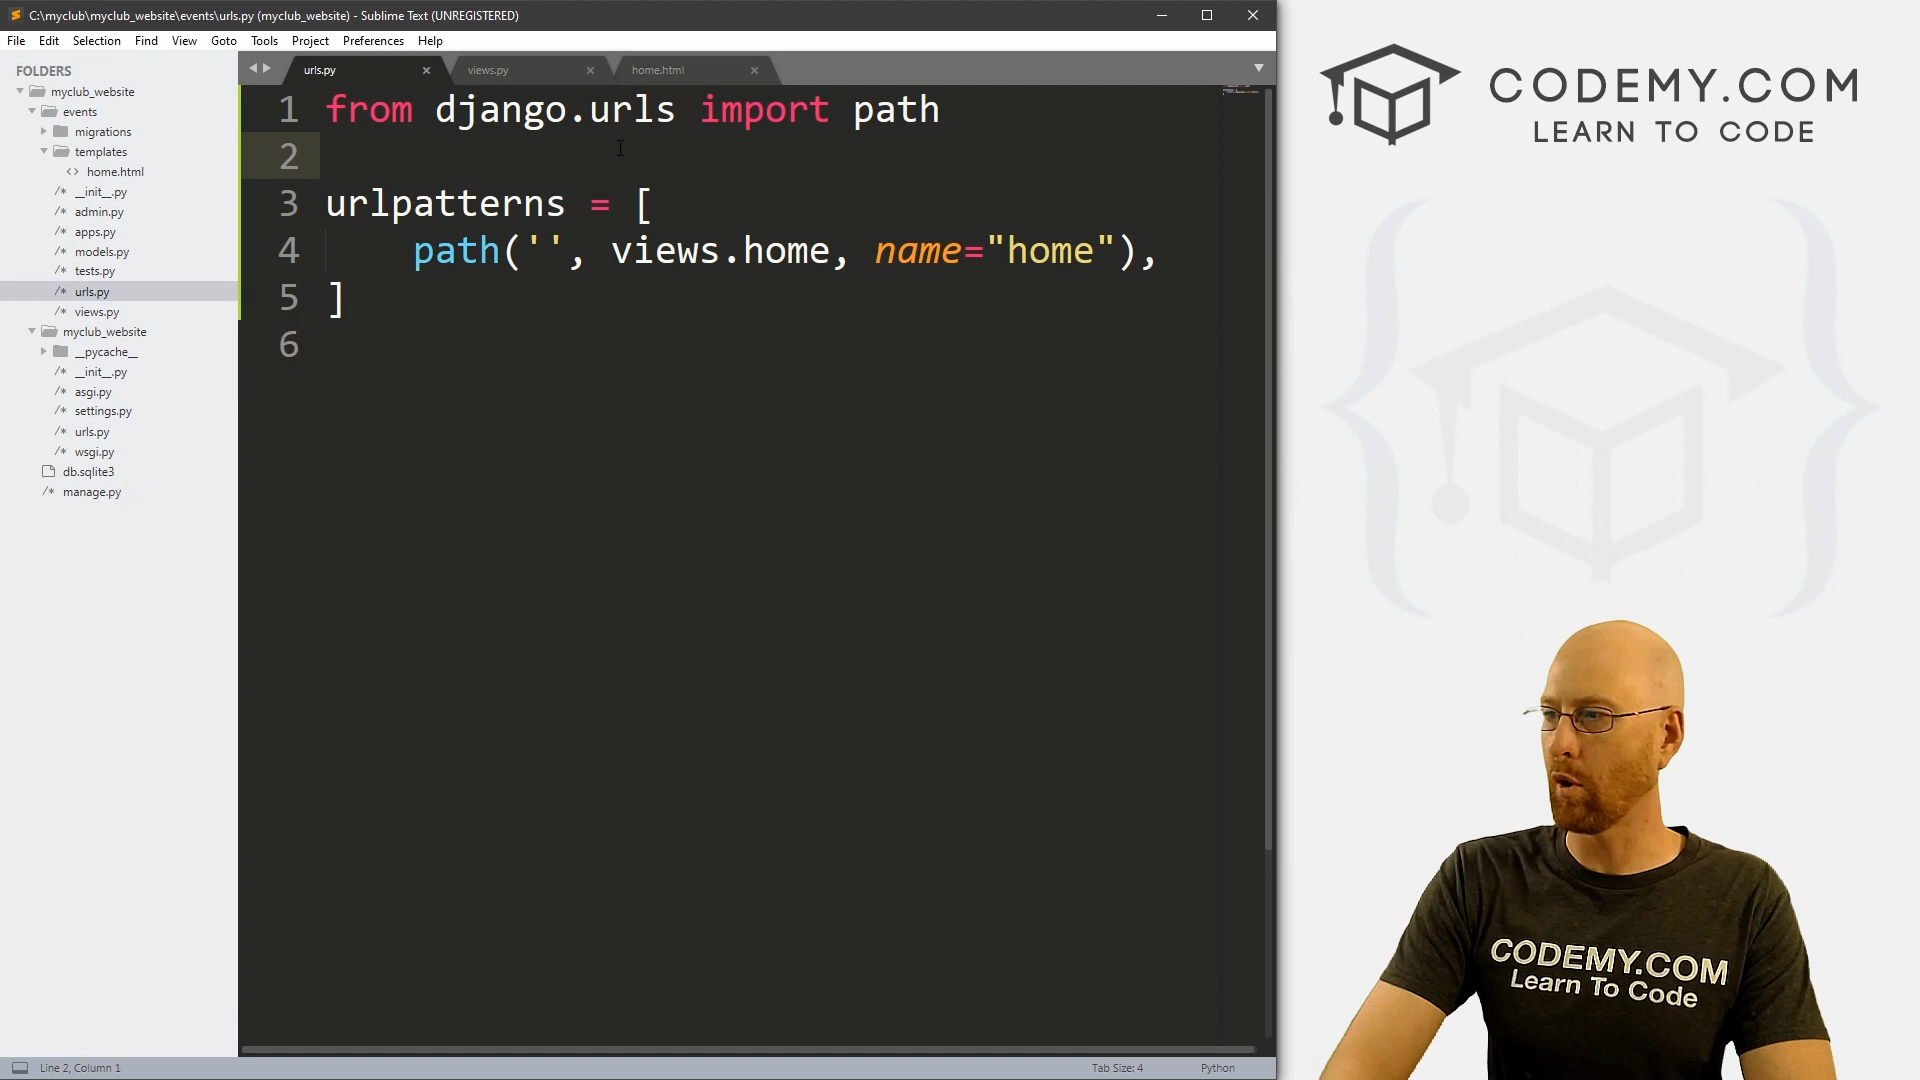 C:\myclub\myclub_website\events\urls.py (myclub_website) - Sublime Text (UNREGISTERED)
File Edit Selection Find View Goto Tools Project Preferences Help
FOLDERS
myclub_website
events
migrations
templates
<> home.html
/* __init__.py
/* admin.py
/* apps.py
/* models.py
/* tests.py
/* urls.py
/* views.py
myclub_website
__pycache__
/* __init__.py
/* asgi.py
/* settings.py
/* urls.py
/* wsgi.py
db.sqlite3
/* manage.py
urls.py views.py home.html
1 from django.urls import path
2
3 urlpatterns = [
4     path('', views.home, name="home"),
5 ]
6
Line 2, Column 1 Tab Size: 4 Python
CODEMY.COM
LEARN TO CODE
CODEMY.COM
Learn To Code